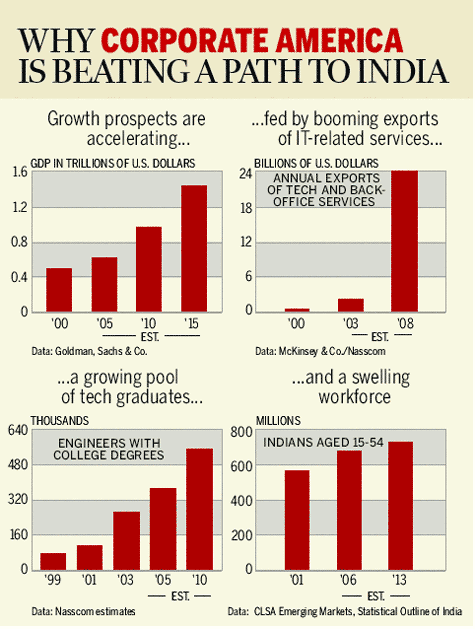 WHY CORPORATE AMERICA
IS BEATING A PATH TO INDIA
Growth prospects are
accelerating...
GDP IN TRILLIONS OF U.S. DOLLARS
1.6
1.2
0.8
0.4
0
'00 '05 '10 '15
EST.
Data: Goldman, Sachs & Co.
...fed by booming exports
of IT-related services...
BILLIONS OF U.S. DOLLARS
ANNUAL EXPORTS
OF TECH AND BACK-
OFFICE SERVICES
24
18
12
6
0
'00 '03 '08
EST.
Data: McKinsey & Co./Nasscom
...a growing pool
of tech graduates...
THOUSANDS
ENGINEERS WITH
COLLEGE DEGREES
640
480
320
160
0
'99 '01 '03 '05 '10
EST.
Data: Nasscom estimates
...and a swelling
workforce
MILLIONS
INDIANS AGED 15-54
800
600
400
200
0
'01 '06 '13
EST.
Data: CLSA Emerging Markets, Statistical Outline of India